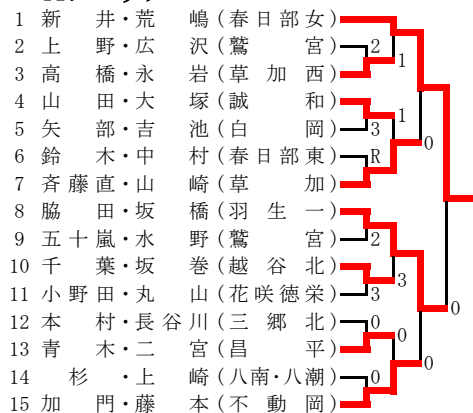 1 新井・荒嶋(春日部女)
2 上野・広沢(鷲宮) 2
1
3 高橋・永岩(草加西)
4 山田・大塚(誠和) 1
5 矢部・吉池(白岡) 3
0
6 鈴木・中村(春日部東) R
7 斉藤直・山崎(草加) 0
8 脇田・坂橋(羽生一)
9 五十嵐・水野(鷲宮) 2
10 千葉・坂巻(越谷北) 3
11 小野田・丸山(花咲徳栄) 3
0
12 本村・長谷川(三郷北) 0
0
13 青木・二宮(昌平)
0
14 杉・上崎(八南・八潮) 0
15 加門・藤本(不動岡)